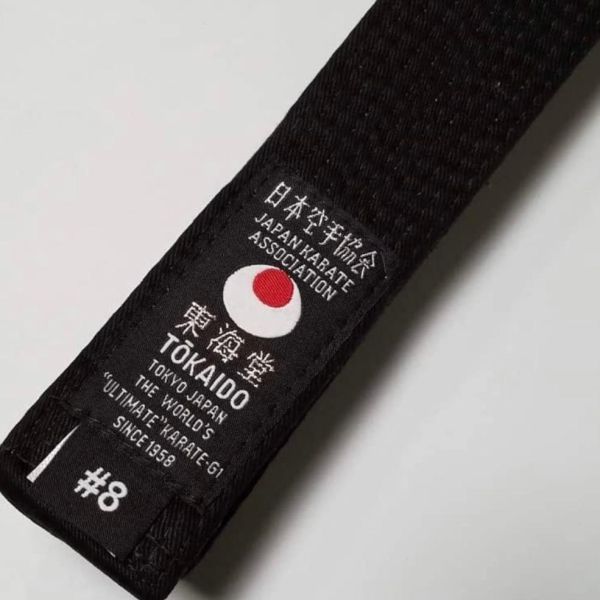 日本空手協会
JAPAN KARATE
ASSOCIATION
東海堂
TŌKAIDO
TOKYO JAPAN
THE WORLD'S
"ULTIMATE" KARATE-GI
SINCE 1958
#8